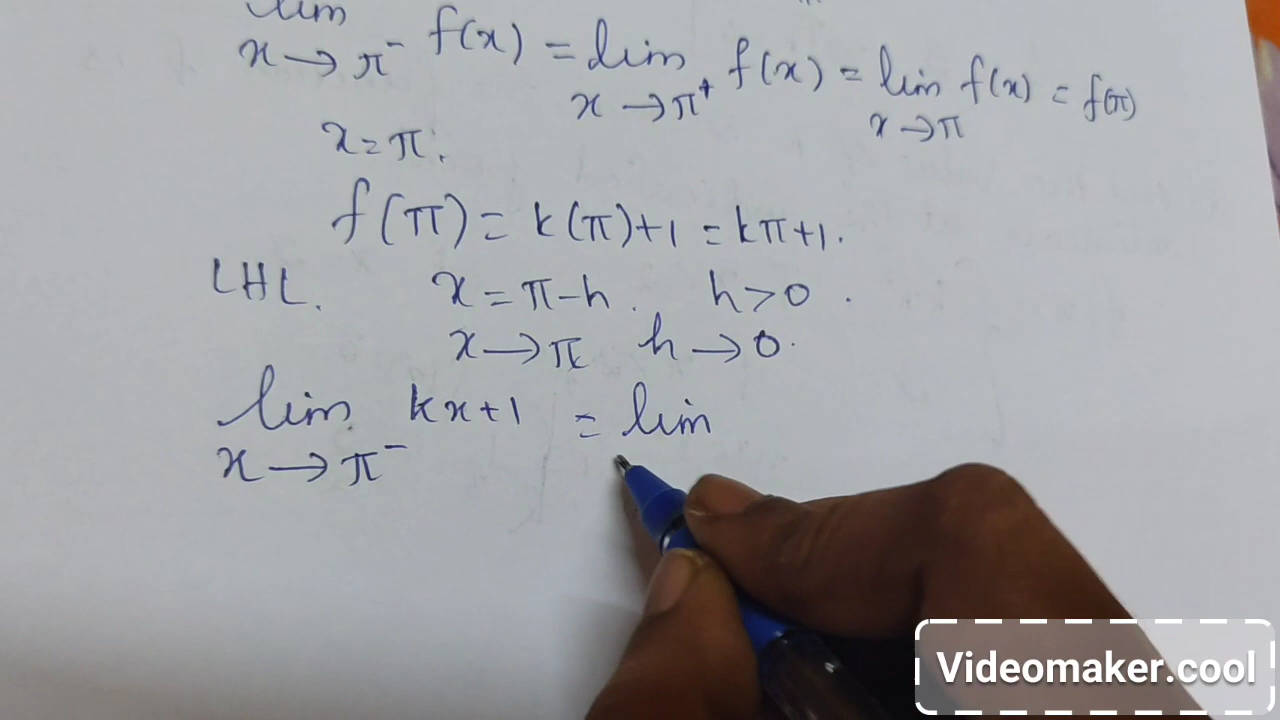 lim
x → π⁻ f(x) = lim x → π⁺ f(x) = lim x → π f(x) = f(π)
x = π:
f(π) = k(π)+1 = kπ+1.
LHL. x = π-h. h>0.
x → π h → 0.
lim kx+1 = lim
x → π⁻
Videomaker.cool